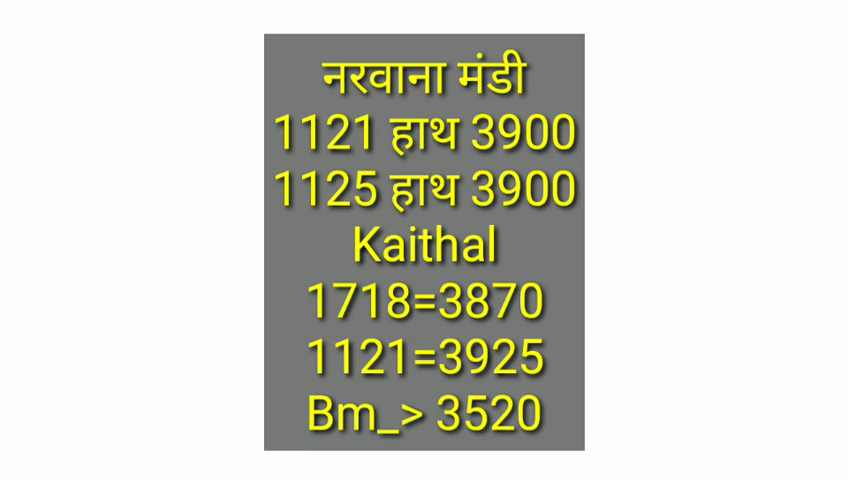 नरवाना मंडी
1121 हाथ 3900
1125 हाथ 3900
Kaithal
1718=3870
1121=3925
Bm_> 3520